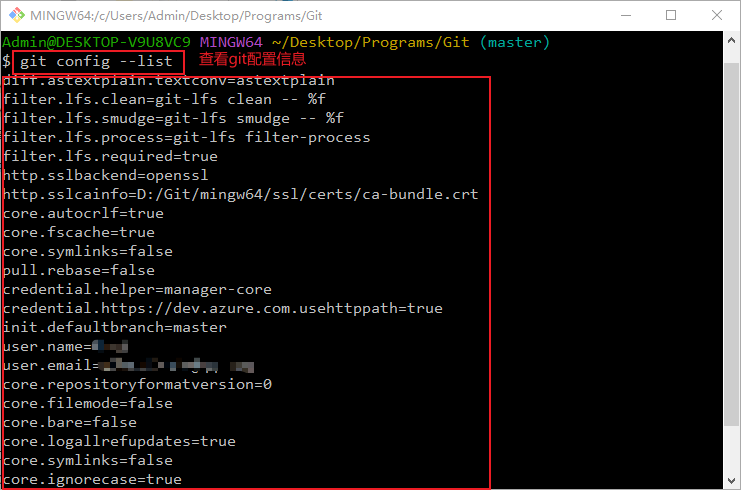 MINGW64:/c/Users/Admin/Desktop/Programs/Git
Admin@DESKTOP-V9U8VC9 MINGW64 ~/Desktop/Programs/Git (master)
$ git config --list 查看git配置信息
diff.astextplain.textconv=astextplain
filter.lfs.clean=git-lfs clean -- %f
filter.lfs.smudge=git-lfs smudge -- %f
filter.lfs.process=git-lfs filter-process
filter.lfs.required=true
http.sslbackend=openssl
http.sslcainfo=D:/Git/mingw64/ssl/certs/ca-bundle.crt
core.autocrlf=true
core.fscache=true
core.symlinks=false
pull.rebase=false
credential.helper=manager-core
credential.https://dev.azure.com.usehttppath=true
init.defaultbranch=master
user.name=
user.email=
core.repositoryformatversion=0
core.filemode=false
core.bare=false
core.logallrefupdates=true
core.symlinks=false
core.ignorecase=true